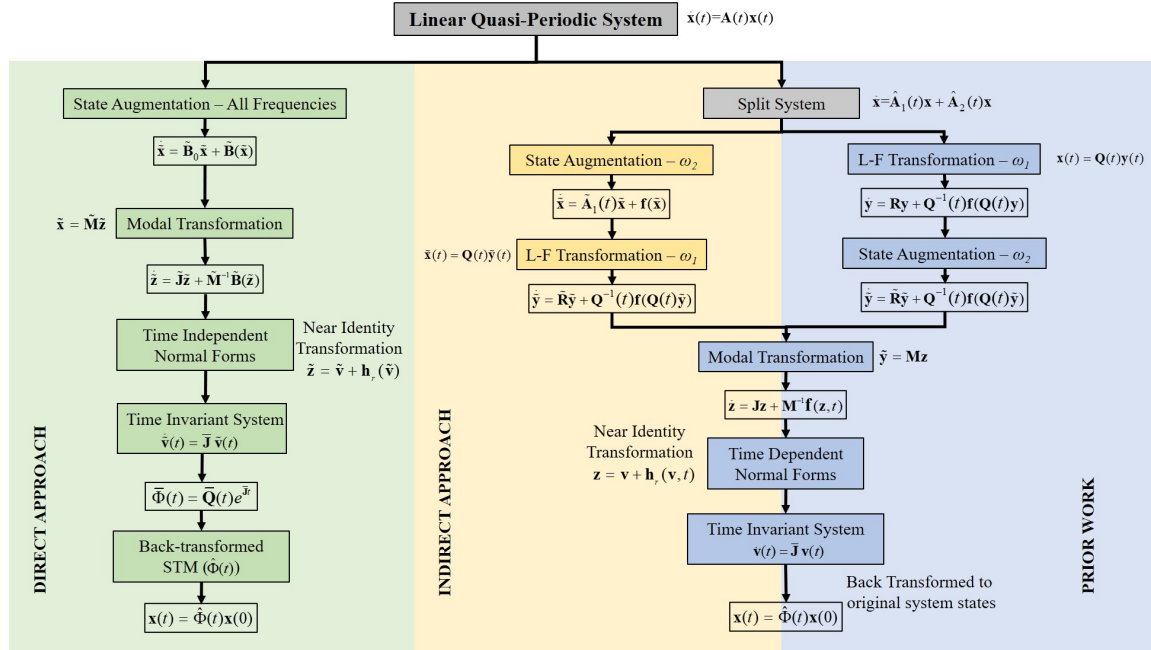 Linear Quasi-Periodic System
ẋ(t)=A(t)x(t)
State Augmentation – All Frequencies
x̃̇ = B̃₀x̃ + B̃(x̃)
x̃ = M̃z̃
Modal Transformation
z̃̇ = J̃z̃ + M̃⁻¹B̃(z̃)
Time Independent
Normal Forms
Near Identity
Transformation
z̃ = ṽ + hᵣ(ṽ)
Time Invariant System
ṽ̇(t) = J̄ ṽ(t)
Φ̄(t) = Q̄(t)e^{J̄t}
Back-transformed
STM (Φ̂(t))
x(t) = Φ̂(t)x(0)
DIRECT APPROACH
Split System
ẋ=Â₁(t)x + Â₂(t)x
State Augmentation – ω₂
x̃̇ = Ã₁(t)x̃ + f(x̃)
x̃(t) = Q(t)ỹ(t)
L-F Transformation – ω₁
ỹ̇ = R̃ỹ + Q⁻¹(t)f(Q(t)ỹ)
L-F Transformation – ω₁
x(t) = Q(t)y(t)
ẏ = Ry + Q⁻¹(t)f(Q(t)y)
State Augmentation – ω₂
ỹ̇ = R̃ỹ + Q⁻¹(t)f(Q(t)ỹ)
Modal Transformation
ỹ = Mz
ż = Jz + M⁻¹f(z,t)
Near Identity
Transformation
z = v + hᵣ(v,t)
Time Dependent
Normal Forms
Time Invariant System
v̇(t) = J̄ v(t)
Back Transformed to
original system states
x(t) = Φ̂(t)x(0)
INDIRECT APPROACH
PRIOR WORK